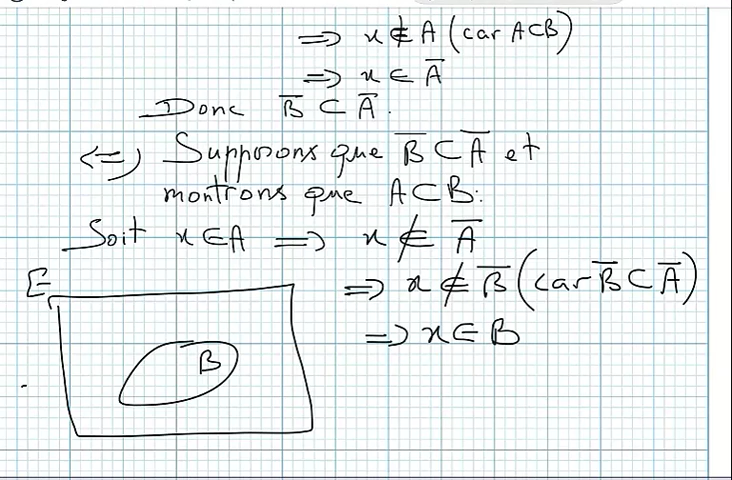 ⇒ x ∉ A (car A⊂B)
⇒ x ∈ A̅
Donc B̅ ⊂ A̅.
⇐) Supposons que B̅ ⊂ A̅ et
montrons que A⊂B:
Soit x∈A ⇒ x ∉ A̅
⇒ x ∉ B̅ (car B̅ ⊂ A̅)
⇒ x ∈ B
E
B